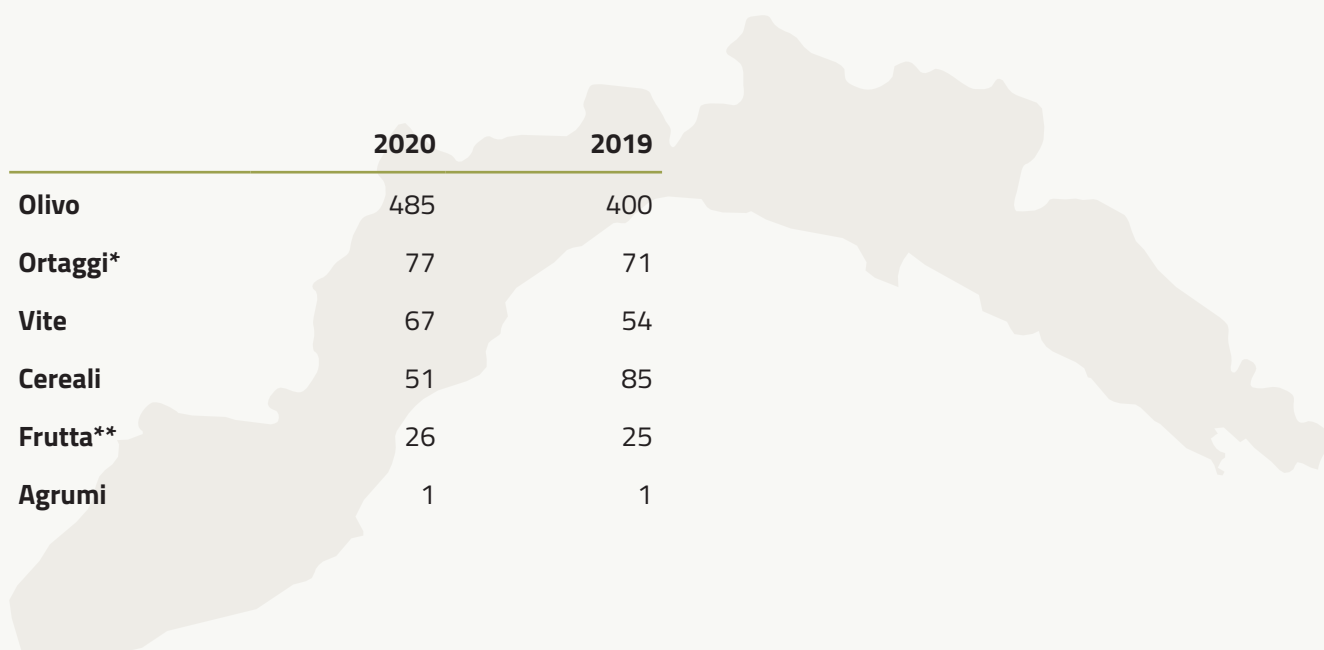 2020 2019
Olivo 485 400
Ortaggi* 77 71
Vite 67 54
Cereali 51 85
Frutta** 26 25
Agrumi 1 1